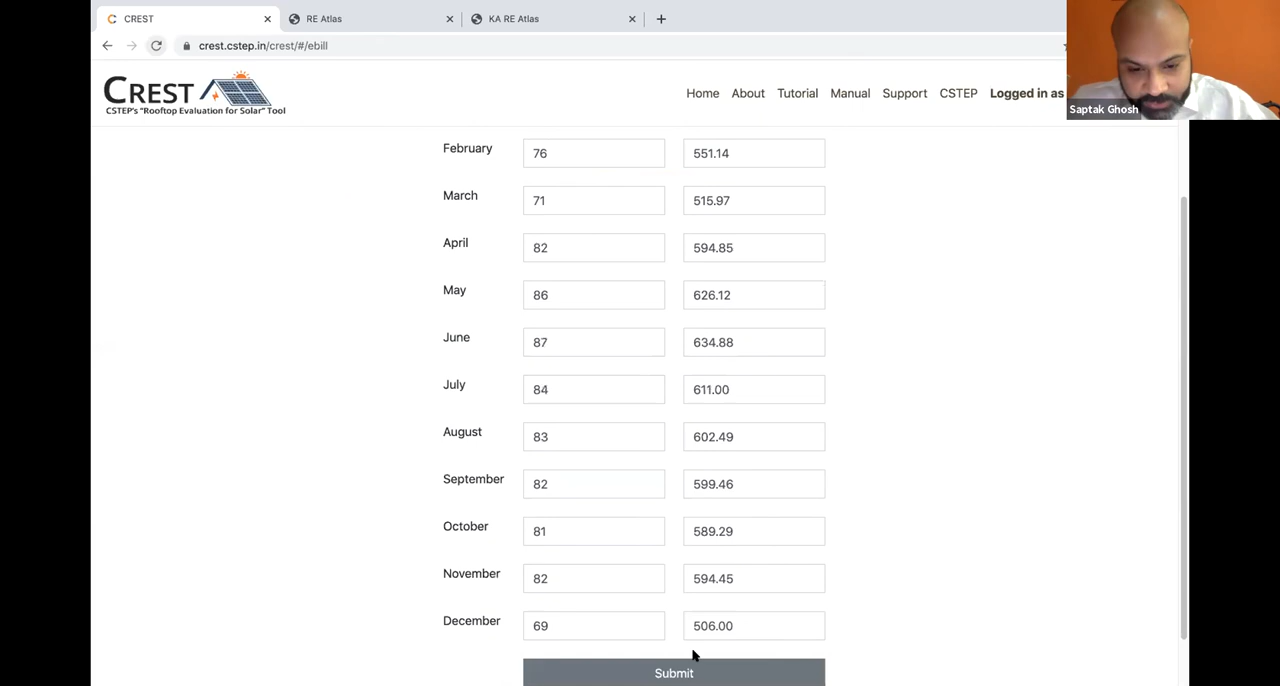 CREST
RE Atlas
KA RE Atlas
crest.cstep.in/crest/#/ebill
CREST
CSTEP's "Rooftop Evaluation for Solar" Tool
Home About Tutorial Manual Support CSTEP Logged in as
Saptak Ghosh
February 76 551.14
March 71 515.97
April 82 594.85
May 86 626.12
June 87 634.88
July 84 611.00
August 83 602.49
September 82 599.46
October 81 589.29
November 82 594.45
December 69 506.00
Submit